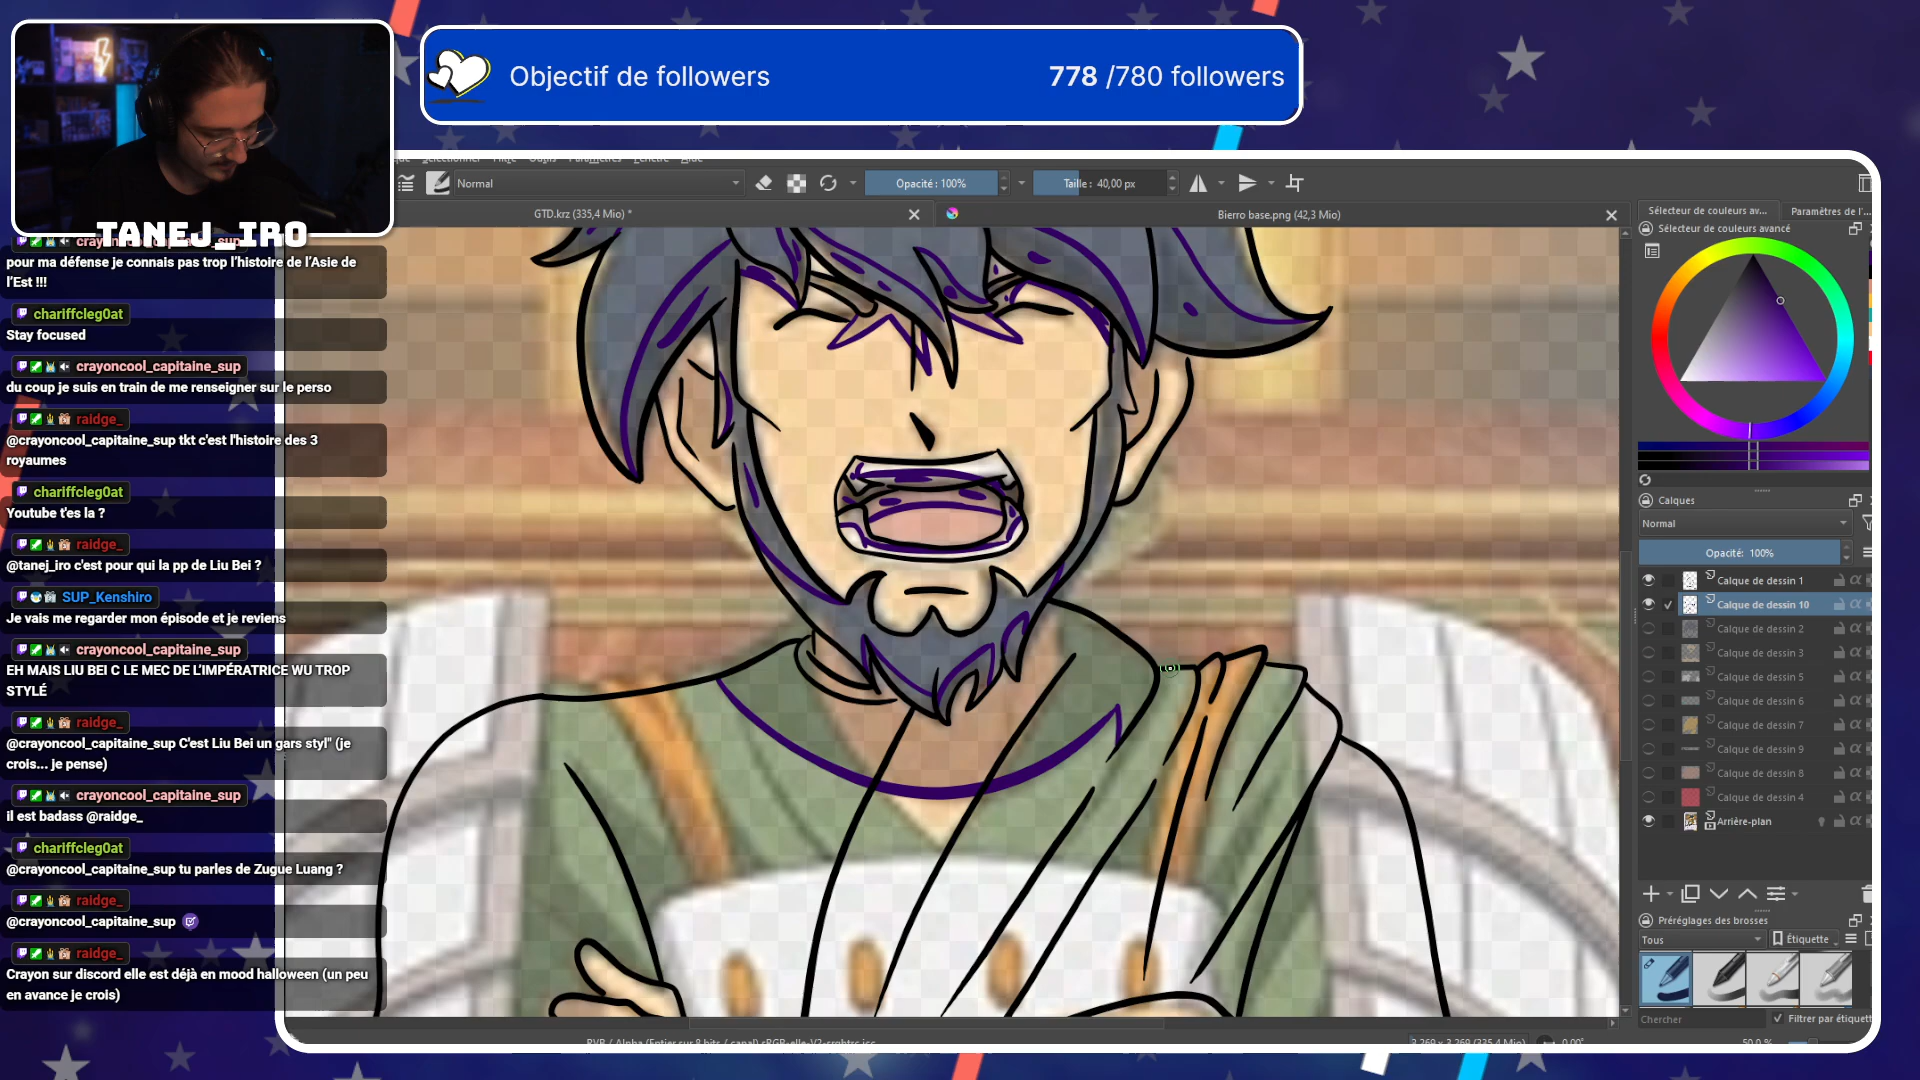 Objectif de followers
778 /780 followers
TANEJ_IRO
pour ma défense je connais pas trop l'histoire de l'Asie de
l'Est !!!
chariffcleg0at
Stay focused
crayoncool_capitaine_sup
du coup je suis en train de me renseigner sur le perso
raidge_
@crayoncool_capitaine_sup tkt c'est l'histoire des 3
royaumes
chariffcleg0at
Youtube t'es la ?
raidge_
@tanej_iro c'est pour qui la pp de Liu Bei ?
SUP_Kenshiro
Je vais me regarder mon épisode et je reviens
crayoncool_capitaine_sup
EH MAIS LIU BEI C LE MEC DE L'IMPÉRATRICE WU TROP
STYLÉ
raidge_
@crayoncool_capitaine_sup C'est Liu Bei un gars styl" (je
crois... je pense)
crayoncool_capitaine_sup
il est badass @raidge_
chariffcleg0at
@crayoncool_capitaine_sup tu parles de Zugue Luang ?
raidge_
@crayoncool_capitaine_sup
raidge_
Crayon sur discord elle est déjà en mood halloween (un peu
en avance je crois)
Normal
Opacité : 100%
Taille : 40,00 px
GTD.krz (335,4 Mio) *
Bierro base.png (42,3 Mio)
Sélecteur de couleurs av...
Paramètres de l'...
Sélecteur de couleurs avancé
Calques
Normal
Opacité: 100%
Calque de dessin 1
Calque de dessin 10
Calque de dessin 2
Calque de dessin 3
Calque de dessin 5
Calque de dessin 6
Calque de dessin 7
Calque de dessin 9
Calque de dessin 8
Calque de dessin 4
Arrière-plan
Préréglages des brosses
Tous
Étiquette
Chercher
Filtrer par étiquett